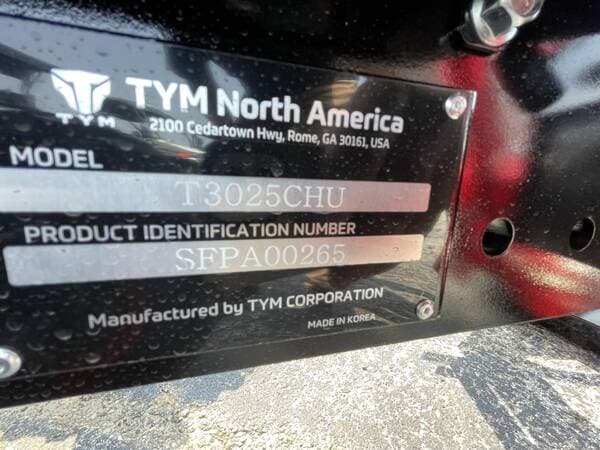 TYM
TYM North America
2100 Cedartown Hwy, Rome, GA 30161, USA
MODEL
T3025CHU
PRODUCT IDENTIFICATION NUMBER
SFPA00265
Manufactured by TYM CORPORATION
MADE IN KOREA